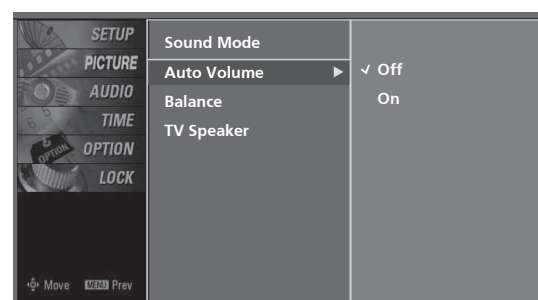 SETUP
PICTURE
AUDIO
TIME
OPTION
LOCK
Move MENU Prev
Sound Mode
Auto Volume
Balance
TV Speaker
Off
On